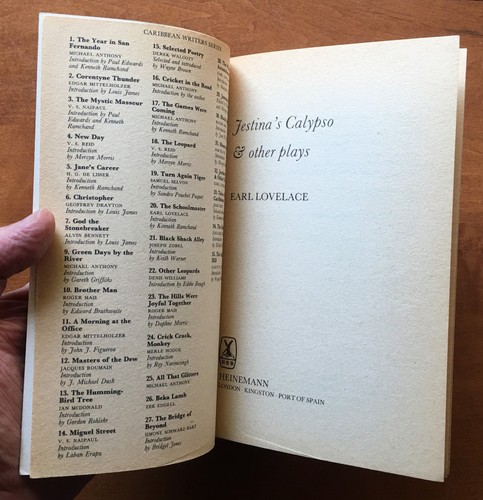 CARIBBEAN WRITERS SERIES
1. The Year in San
Fernando
MICHAEL ANTHONY
Introduction by Paul Edwards
and Kenneth Ramchand
2. Corentyne Thunder
EDGAR MITTELHOLZER
Introduction by Louis James
3. The Mystic Masseur
V. S. NAIPAUL
Introduction by Paul
Edwards and Kenneth
Ramchand
4. New Day
V. S. REID
Introduction
by Mervyn Morris
5. Jane's Career
H. G. DE LISSER
Introduction
by Kenneth Ramchand
6. Christopher
GEOFFREY DRAYTON
Introduction by Louis James
7. God the
Stonebreaker
ALVIN BENNETT
Introduction by Louis James
9. Green Days by the
River
MICHAEL ANTHONY
Introduction
by Gareth Griffiths
10. Brother Man
ROGER MAIS
Introduction
by Edward Brathwaite
11. A Morning at the
Office
EDGAR MITTELHOLZER
Introduction
by John J. Figueroa
12. Masters of the Dew
JACQUES ROUMAIN
Introduction
by J. Michael Dash
13. The Humming-
Bird Tree
IAN MCDONALD
Introduction
by Gordon Rohlehr
14. Miguel Street
V. S. NAIPAUL
Introduction
by Laban Erapu
15. Selected Poetry
DEREK WALCOTT
Selected and introduced
by Wayne Brown
16. Cricket in the Road
MICHAEL ANTHONY
Introduction by the author
17. The Games Were
Coming
MICHAEL ANTHONY
Introduction
by Kenneth Ramchand
18. The Leopard
V. S. REID
Introduction
by Mervyn Morris
19. Turn Again Tiger
SAMUEL SELVON
Introduction
by Sandra Pouchet Paquet
20. The Schoolmaster
EARL LOVELACE
Introduction
by Kenneth Ramchand
21. Black Shack Alley
JOSEPH ZOBEL
Introduction
by Keith Warner
22. Other Leopards
DENIS WILLIAMS
Introduction by Eddie Baugh
23. The Hills Were
Joyful Together
ROGER MAIS
Introduction
by Daphne Morris
24. Crick Crack,
Monkey
MERLE HODGE
Introduction
by Roy Narinesingh
25. All That Glitters
MICHAEL ANTHONY
26. Beka Lamb
ZEE EDGELL
27. The Bridge of
Beyond
SIMONE SCHWARZ-BART
Introduction
by Bridget Jones
Jestina's Calypso
& other plays
EARL LOVELACE
HEB
HEINEMANN
LONDON · KINGSTON · PORT OF SPAIN